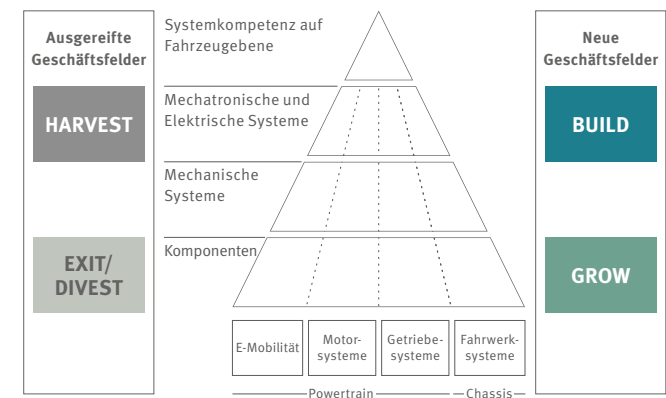 Ausgereifte
Geschäftsfelder
HARVEST
EXIT/
DIVEST
Systemkompetenz auf
Fahrzeugebene
Mechatronische und
Elektrische Systeme
Mechanische
Systeme
Komponenten
E-Mobilität
Motor-
systeme
Getriebe-
systeme
Fahrwerk-
systeme
Powertrain
Chassis
Neue
Geschäftsfelder
BUILD
GROW